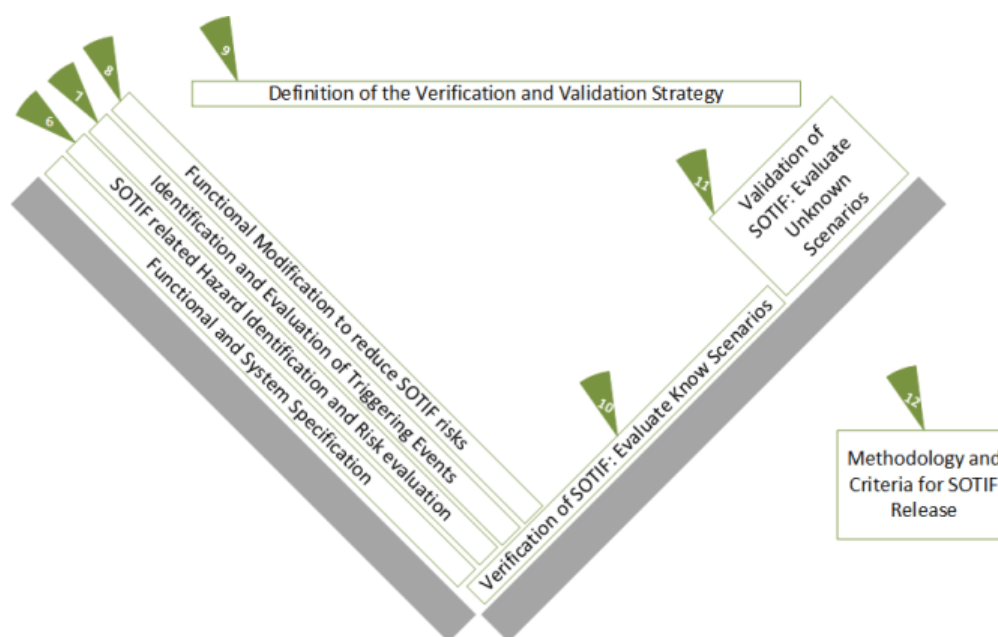 9
Definition of the Verification and Validation Strategy
8
7
6
Functional Modification to reduce SOTIF risks
Identification and Evaluation of Triggering Events
SOTIF related Hazard Identification and Risk evaluation
Functional and System Specification
11
Validation of
SOTIF: Evaluate
Unknown
Scenarios
10
Verification of SOTIF: Evaluate Know Scenarios
12
Methodology and
Criteria for SOTIF
Release